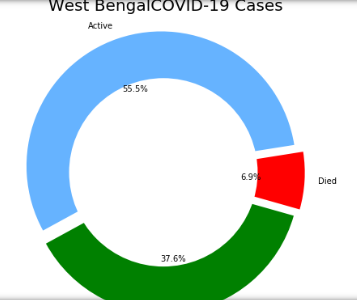 West BengalCOVID-19 Cases
Active
55.5%
6.9%
Died
37.6%